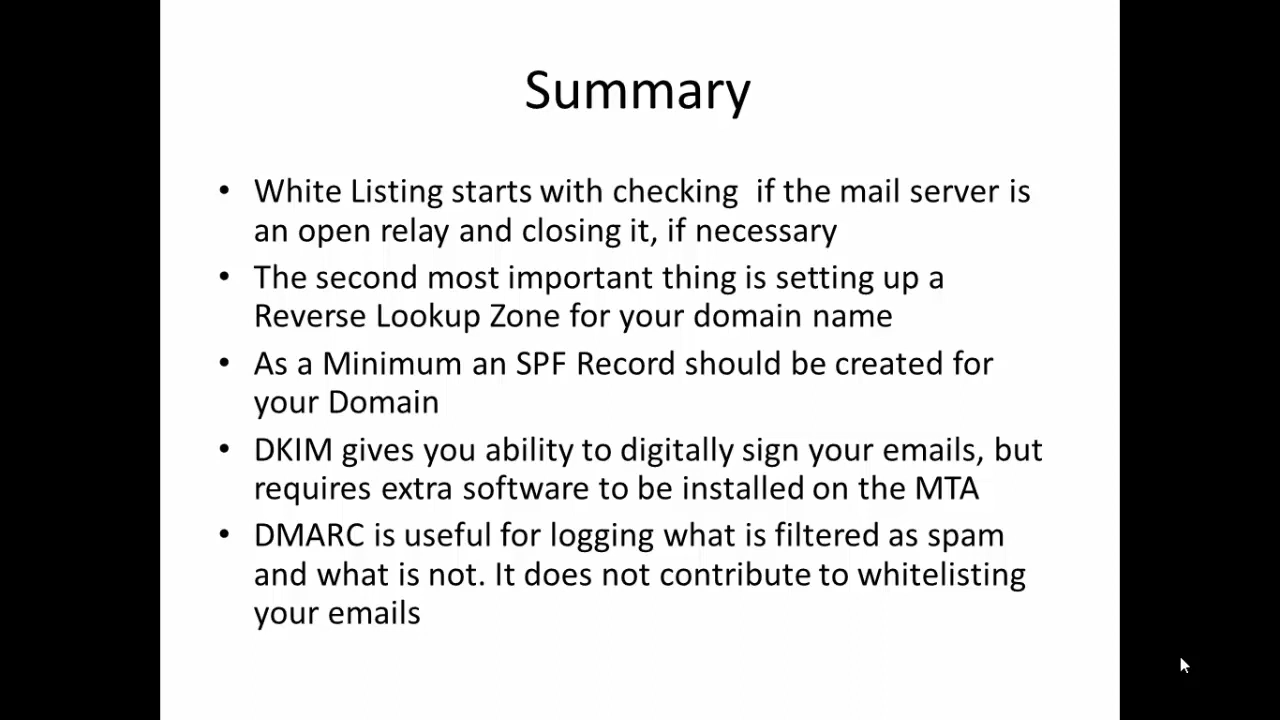 Summary
• White Listing starts with checking  if the mail server is
an open relay and closing it, if necessary
• The second most important thing is setting up a
Reverse Lookup Zone for your domain name
• As a Minimum an SPF Record should be created for
your Domain
• DKIM gives you ability to digitally sign your emails, but
requires extra software to be installed on the MTA
• DMARC is useful for logging what is filtered as spam
and what is not. It does not contribute to whitelisting
your emails